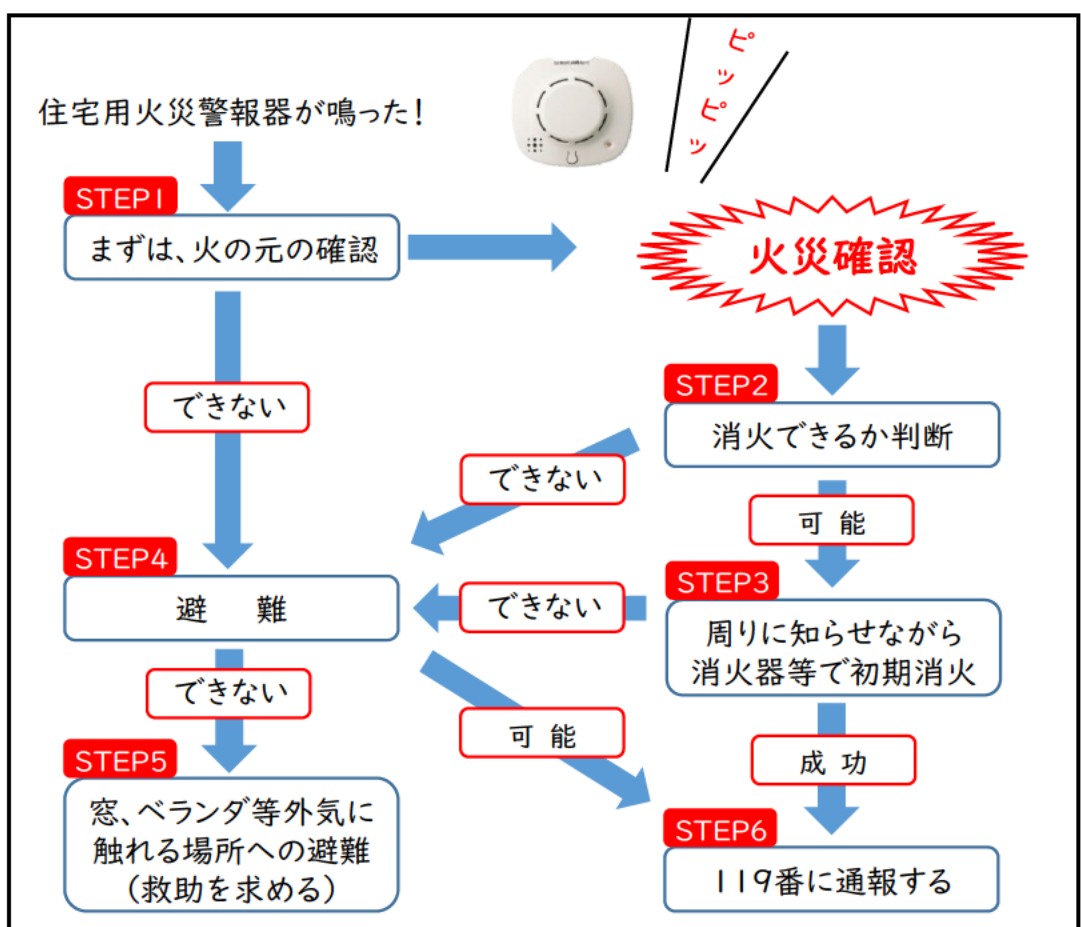 ピッピッ
住宅用火災警報器が鳴った!
STEP1
まずは、火の元の確認
火災確認
できない
STEP2
消火できるか判断
できない
可能
STEP4
避難
できない
STEP3
周りに知らせながら
消火器等で初期消火
できない
可能
成功
STEP5
窓、ベランダ等外気に
触れる場所への避難
(救助を求める)
STEP6
119番に通報する